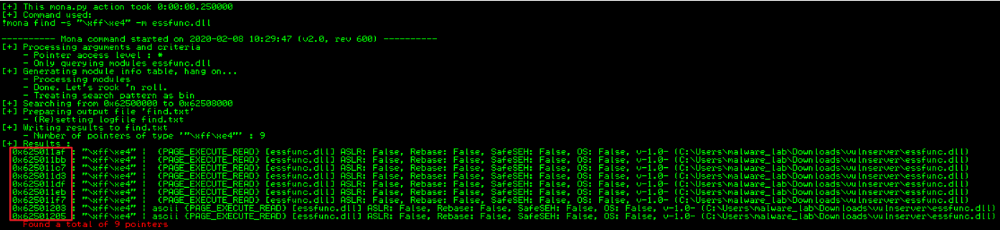 [+] This mona.py action took 0:00:00.250000
[+] Command used:
!mona find -s "\xff\xe4" -m essfunc.dll
---------- Mona command started on 2020-02-08 10:29:47 (v2.0, rev 600) ----------
[+] Processing arguments and criteria
- Pointer access level : *
- Only querying modules essfunc.dll
[+] Generating module info table, hang on...
- Processing modules
- Done. Let's rock 'n roll.
- Treating search pattern as bin
[+] Searching from 0x62500000 to 0x62508000
[+] Preparing output file 'find.txt'
- (Re)setting logfile find.txt
[+] Writing results to find.txt
- Number of pointers of type '"\xff\xe4"' : 9
[+] Results :
0x625011af : "\xff\xe4" | {PAGE_EXECUTE_READ} [essfunc.dll] ASLR: False, Rebase: False, SafeSEH: False, OS: False, v-1.0- (C:\Users\malware_lab\Downloads\vulnserver\essfunc.dll)
0x625011bb : "\xff\xe4" | {PAGE_EXECUTE_READ} [essfunc.dll] ASLR: False, Rebase: False, SafeSEH: False, OS: False, v-1.0- (C:\Users\malware_lab\Downloads\vulnserver\essfunc.dll)
0x625011c7 : "\xff\xe4" | {PAGE_EXECUTE_READ} [essfunc.dll] ASLR: False, Rebase: False, SafeSEH: False, OS: False, v-1.0- (C:\Users\malware_lab\Downloads\vulnserver\essfunc.dll)
0x625011d3 : "\xff\xe4" | {PAGE_EXECUTE_READ} [essfunc.dll] ASLR: False, Rebase: False, SafeSEH: False, OS: False, v-1.0- (C:\Users\malware_lab\Downloads\vulnserver\essfunc.dll)
0x625011df : "\xff\xe4" | {PAGE_EXECUTE_READ} [essfunc.dll] ASLR: False, Rebase: False, SafeSEH: False, OS: False, v-1.0- (C:\Users\malware_lab\Downloads\vulnserver\essfunc.dll)
0x625011eb : "\xff\xe4" | {PAGE_EXECUTE_READ} [essfunc.dll] ASLR: False, Rebase: False, SafeSEH: False, OS: False, v-1.0- (C:\Users\malware_lab\Downloads\vulnserver\essfunc.dll)
0x625011f7 : "\xff\xe4" | {PAGE_EXECUTE_READ} [essfunc.dll] ASLR: False, Rebase: False, SafeSEH: False, OS: False, v-1.0- (C:\Users\malware_lab\Downloads\vulnserver\essfunc.dll)
0x62501203 : "\xff\xe4" | ascii {PAGE_EXECUTE_READ} [essfunc.dll] ASLR: False, Rebase: False, SafeSEH: False, OS: False, v-1.0- (C:\Users\malware_lab\Downloads\vulnserver\essfunc.dll)
0x62501205 : "\xff\xe4" | ascii {PAGE_EXECUTE_READ} [essfunc.dll] ASLR: False, Rebase: False, SafeSEH: False, OS: False, v-1.0- (C:\Users\malware_lab\Downloads\vulnserver\essfunc.dll)
Found a total of 9 pointers